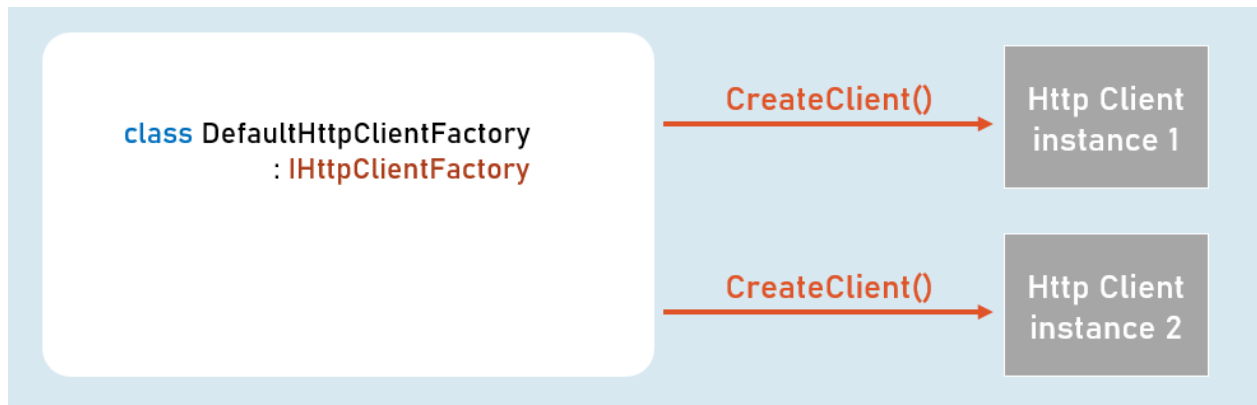 class DefaultHttpClientFactory
: IHttpClientFactory
CreateClient()
Http Client
instance 1
CreateClient()
Http Client
instance 2